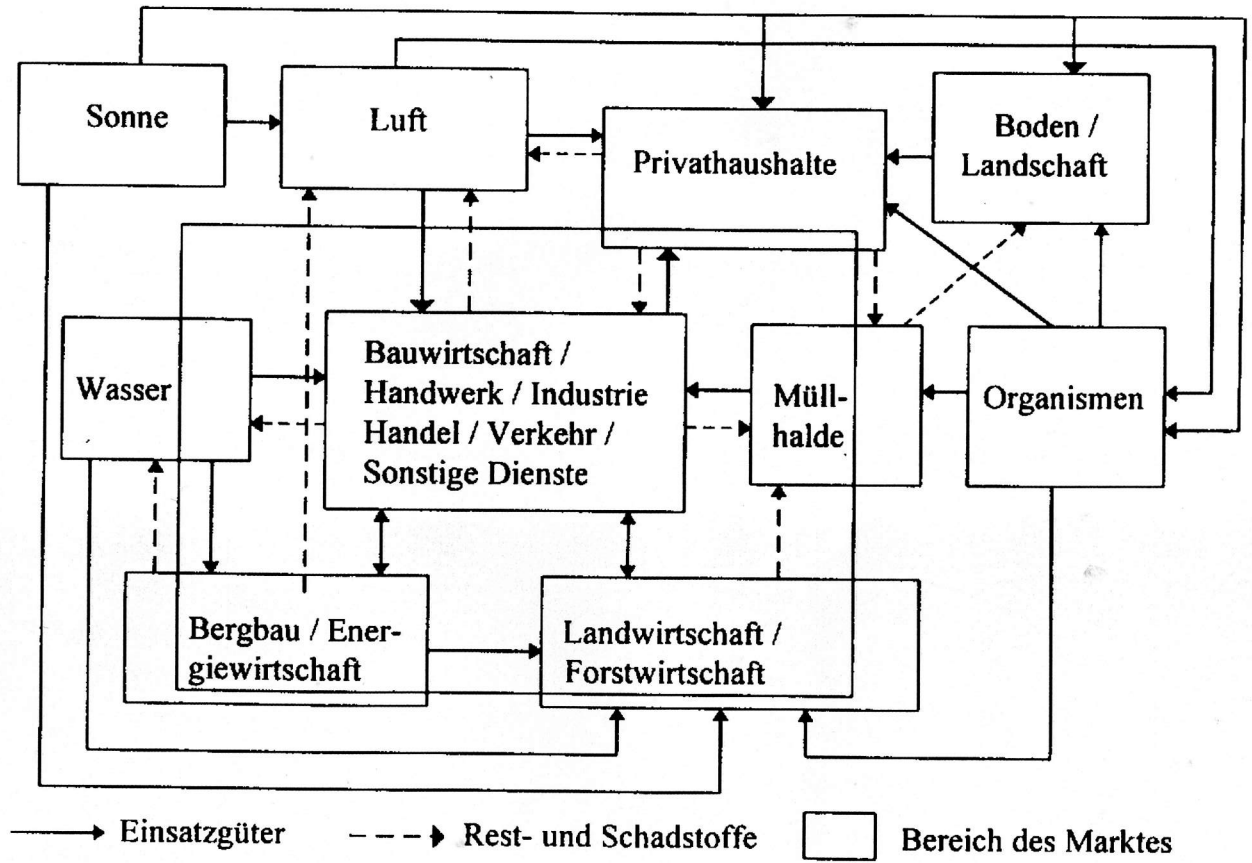 Sonne
Luft
Privathaushalte
Boden /
Landschaft
Wasser
Bauwirtschaft /
Handwerk / Industrie
Handel / Verkehr /
Sonstige Dienste
Müll-
halde
Organismen
Bergbau / Ener-
giewirtschaft
Landwirtschaft /
Forstwirtschaft
Einsatzgüter
Rest- und Schadstoffe
Bereich des Marktes